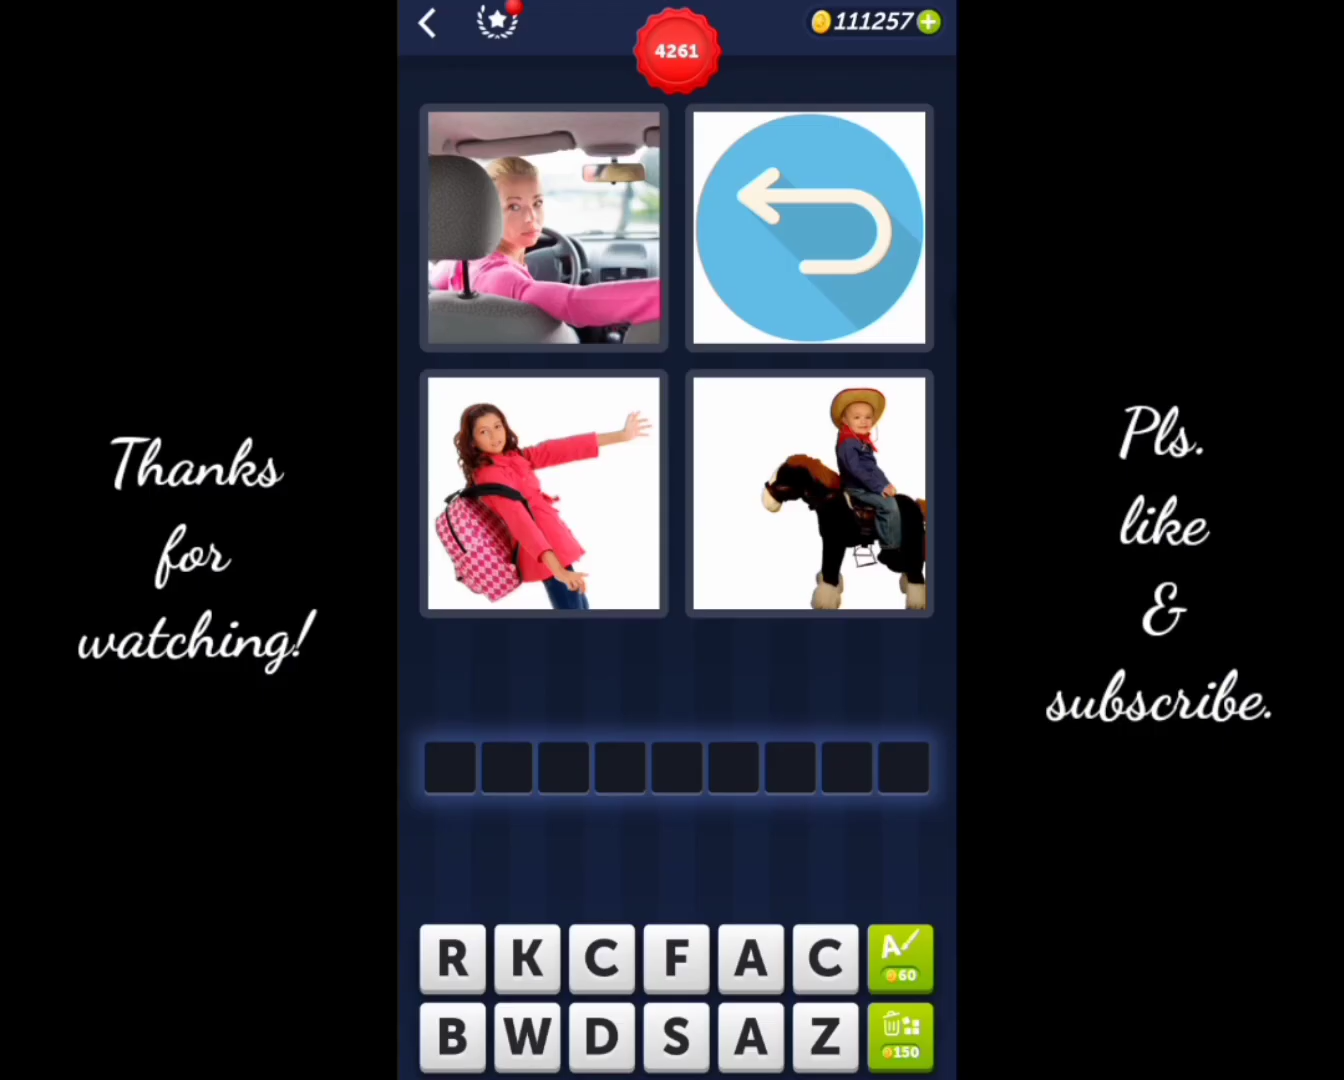 4261
111257
Thanks
for
watching!
Pls.
like
&
subscribe.
R K C F A C
A
60
B W D S A Z
150